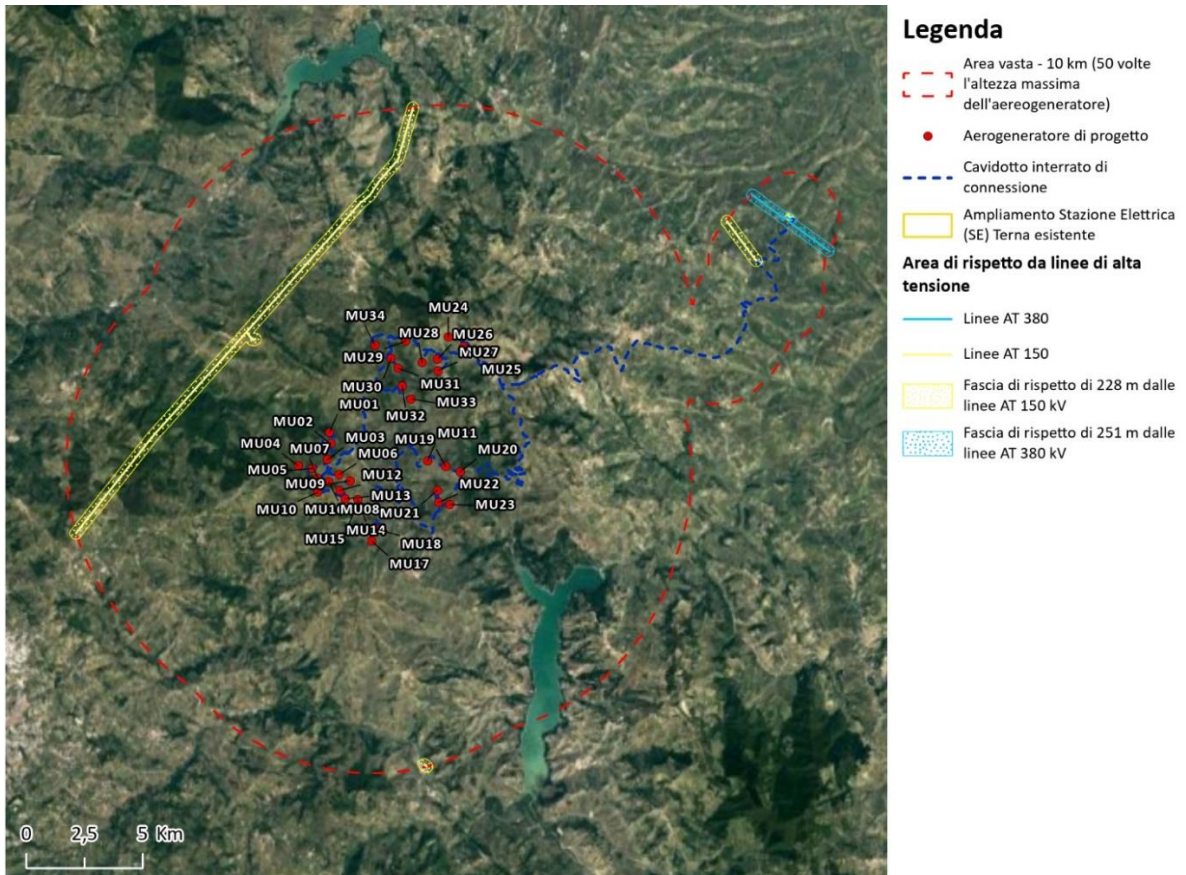 MU24
MU34
MU28
MU26
MU29
MU27
MU25
MU31
MU30
MU33
MU32
MU01
MU02
MU03
MU19
MU11
MU04
MU07
MU06
MU20
MU05
MU12
MU22
MU09
MU13
MU10
MU08
MU21
MU23
MU14
MU15
MU18
MU17
0 2,5 5 Km
Legenda
Area vasta - 10 km (50 volte
l'altezza massima
dell'aereogeneratore)
Aerogeneratore di progetto
Cavidotto interrato di
connessione
Ampliamento Stazione Elettrica
(SE) Terna esistente
Area di rispetto da linee di alta
tensione
Linee AT 380
Linee AT 150
Fascia di rispetto di 228 m dalle
linee AT 150 kV
Fascia di rispetto di 251 m dalle
linee AT 380 kV